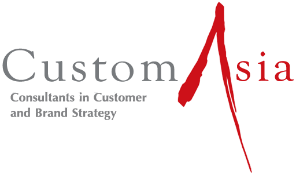 CustomAsia
Consultants in Customer
and Brand Strategy